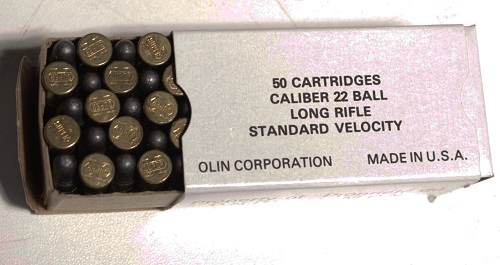 50 CARTRIDGES
CALIBER 22 BALL
LONG RIFLE
STANDARD VELOCITY
OLIN CORPORATION MADE IN U.S.A.